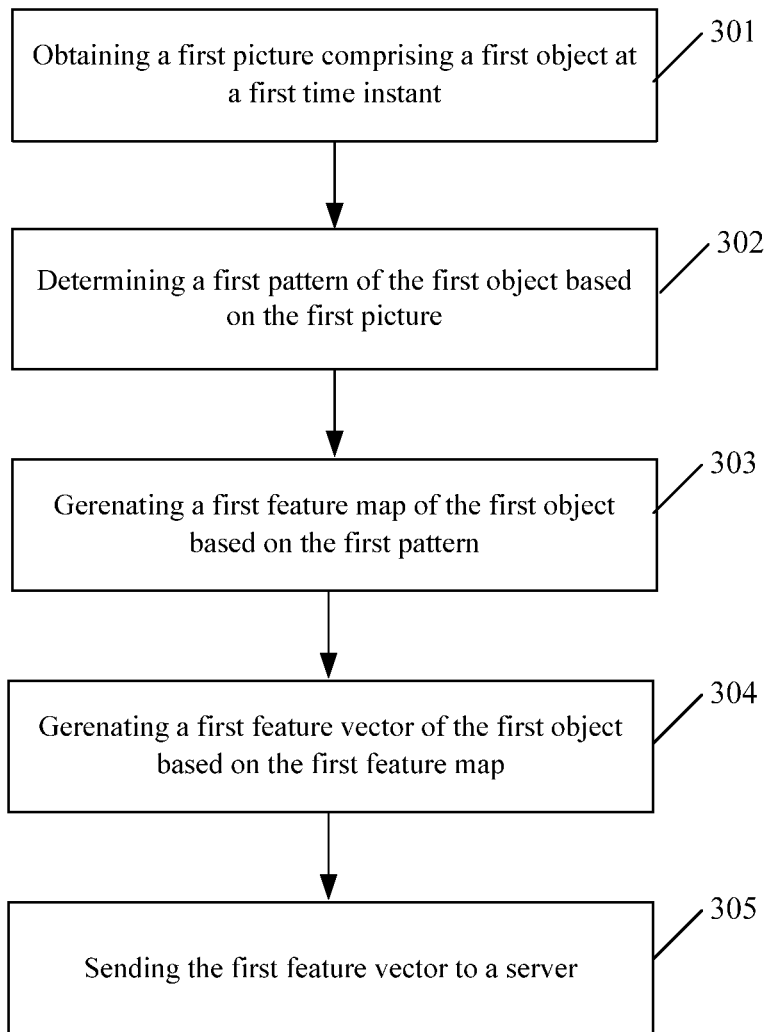 301
Obtaining a first picture comprising a first object at
a first time instant
302
Determining a first pattern of the first object based
on the first picture
303
Gerenating a first feature map of the first object
based on the first pattern
304
Gerenating a first feature vector of the first object
based on the first feature map
305
Sending the first feature vector to a server